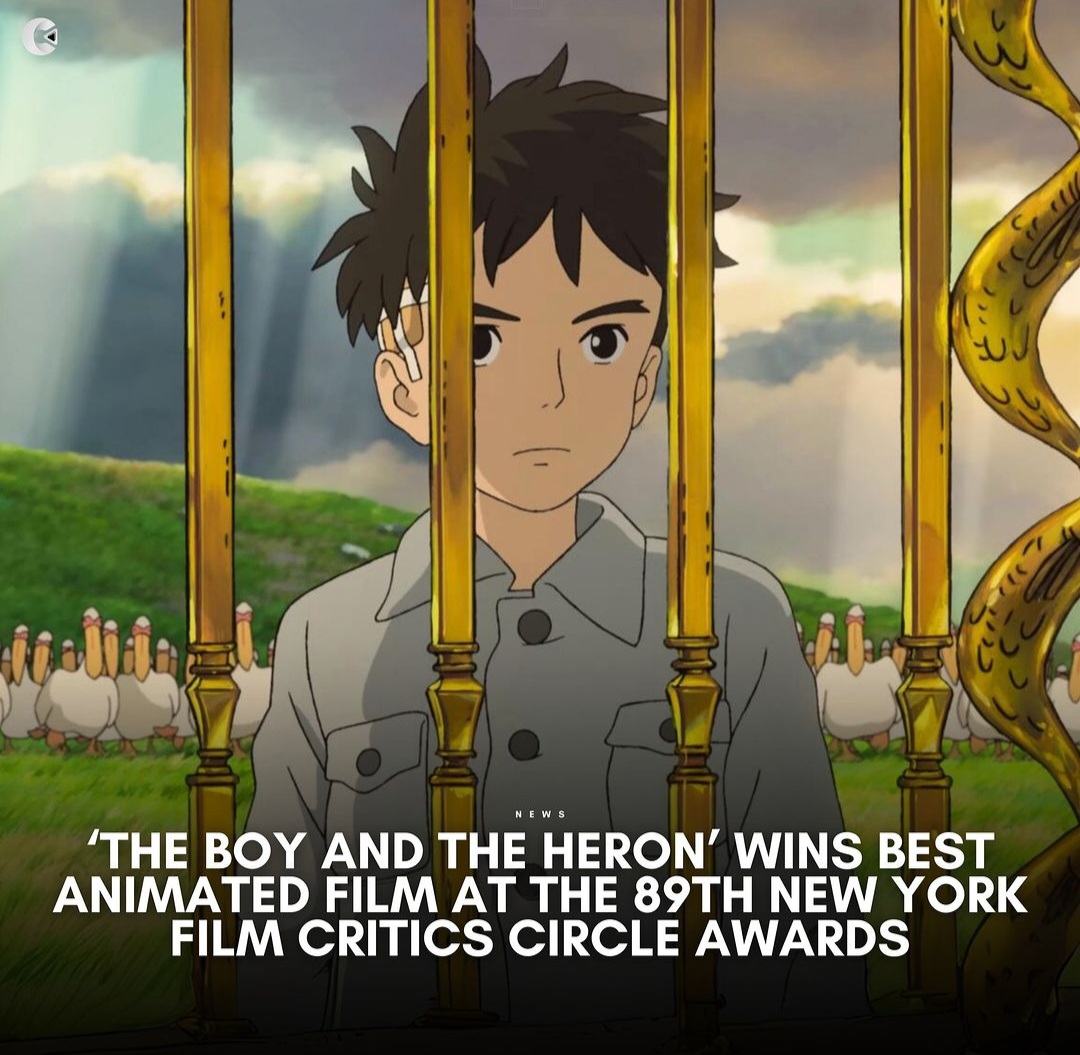 NEWS
‘THE BOY AND THE HERON’ WINS BEST
ANIMATED FILM AT THE 89TH NEW YORK
FILM CRITICS CIRCLE AWARDS